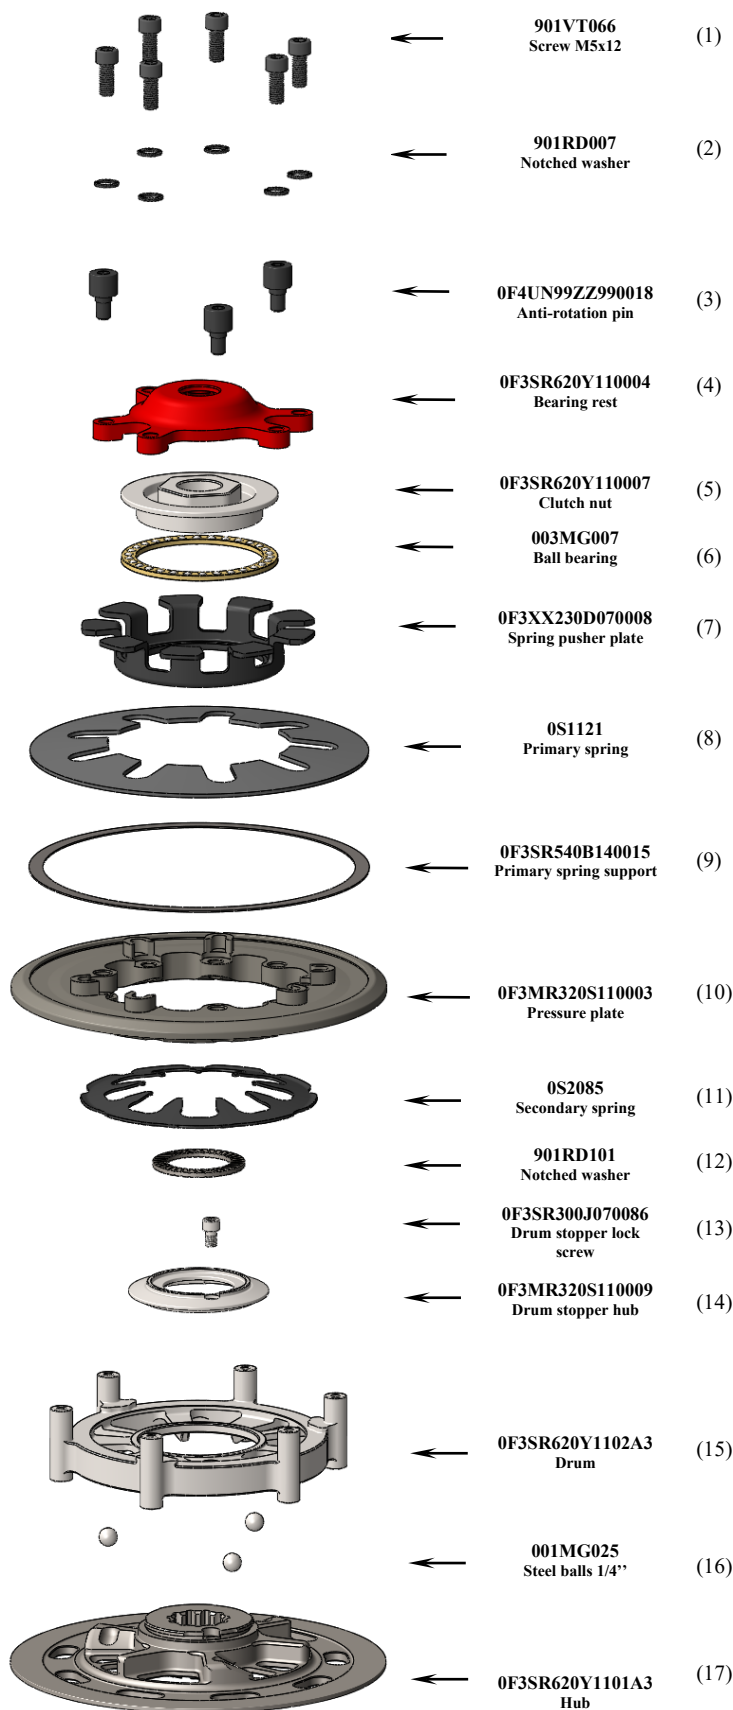 901VT066 (1)
Screw M5x12
901RD007 (2)
Notched washer
0F4UN99ZZ990018 (3)
Anti-rotation pin
0F3SR620Y110004 (4)
Bearing rest
0F3SR620Y110007 (5)
Clutch nut
003MG007 (6)
Ball bearing
0F3XX230D070008 (7)
Spring pusher plate
0S1121 (8)
Primary spring
0F3SR540B140015 (9)
Primary spring support
0F3MR320S110003 (10)
Pressure plate
0S2085 (11)
Secondary spring
901RD101 (12)
Notched washer
0F3SR300J070086 (13)
Drum stopper lock
screw
0F3MR320S110009 (14)
Drum stopper hub
0F3SR620Y1102A3 (15)
Drum
001MG025 (16)
Steel balls 1/4’’
0F3SR620Y1101A3 (17)
Hub